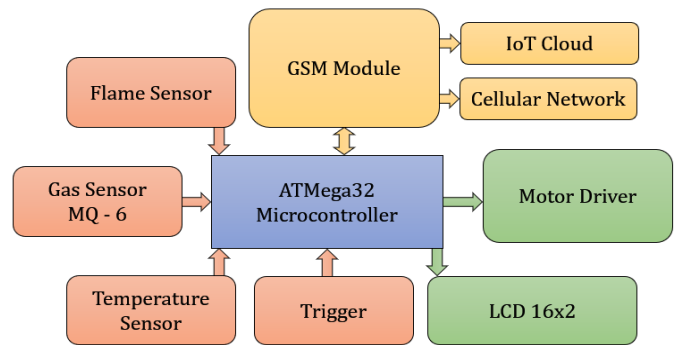 GSM Module
IoT Cloud
Cellular Network
Flame Sensor
Gas Sensor
MQ - 6
ATMega32
Microcontroller
Motor Driver
Temperature
Sensor
Trigger
LCD 16x2